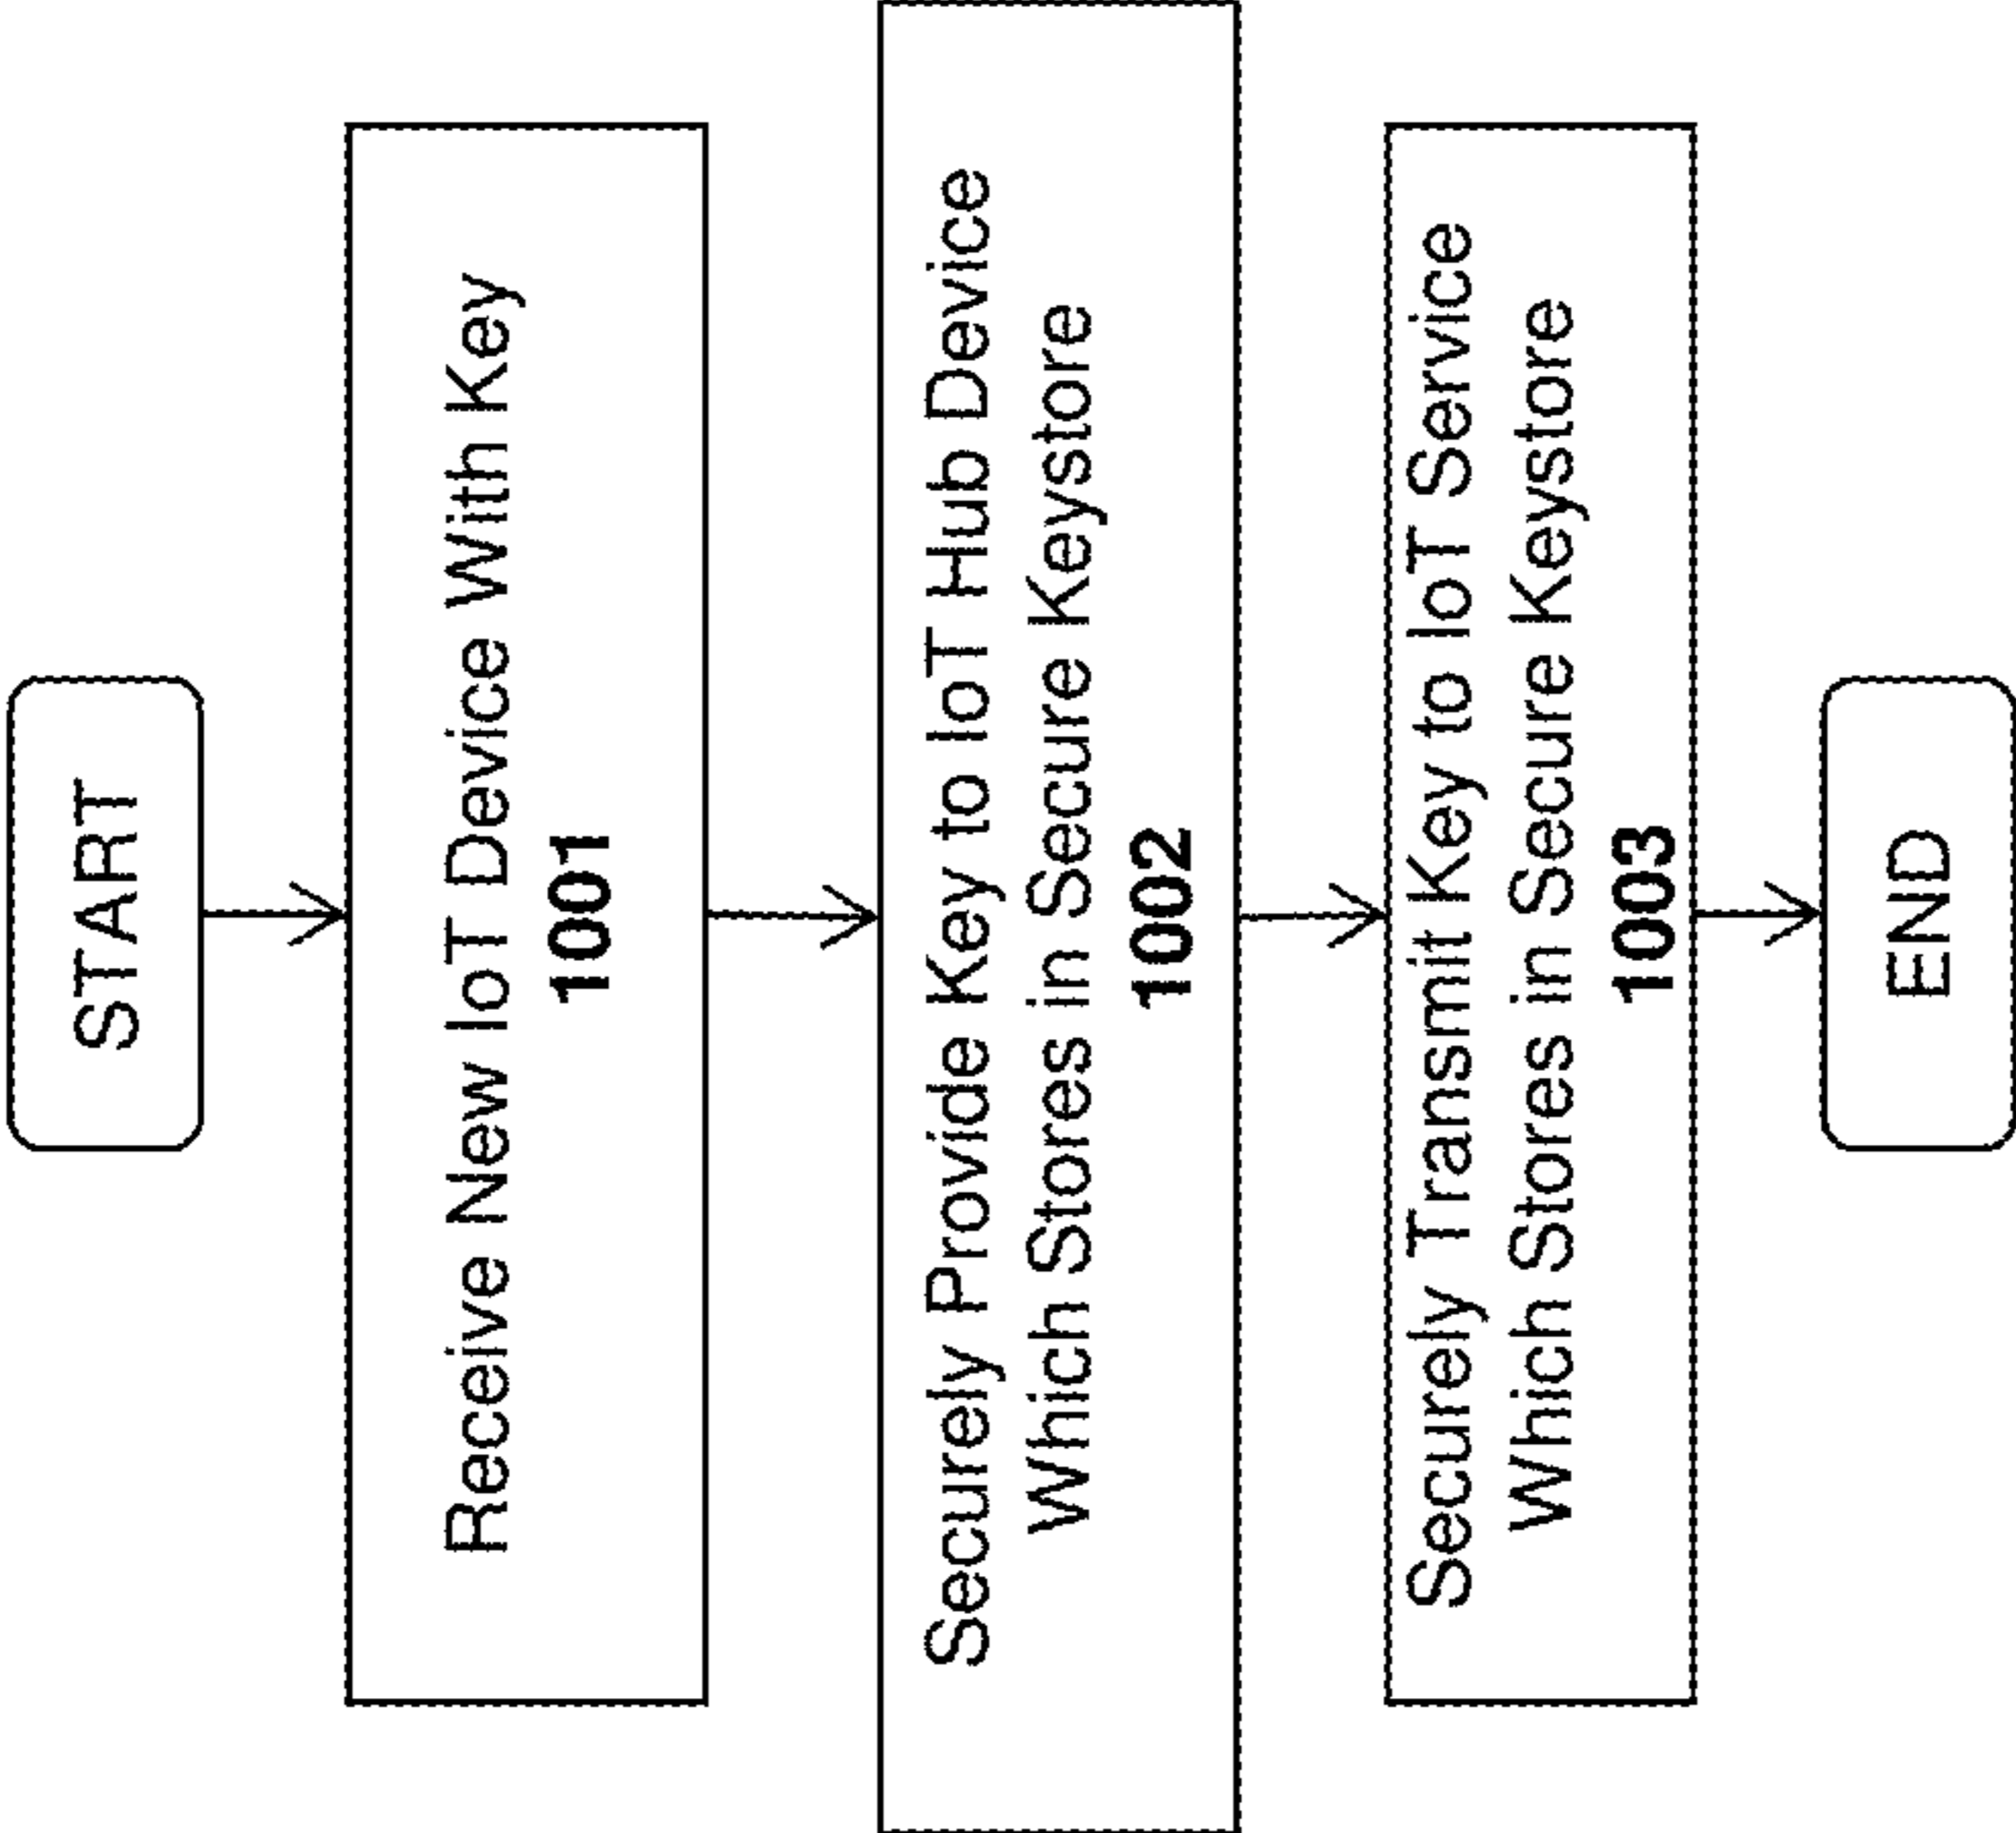 START
Receive New IoT Device With Key
1001
Securely Provide Key to IoT Hub Device
Which Stores in Secure Keystore
1002
Securely Transmit Key to IoT Service
Which Stores in Secure Keystore
1003
END